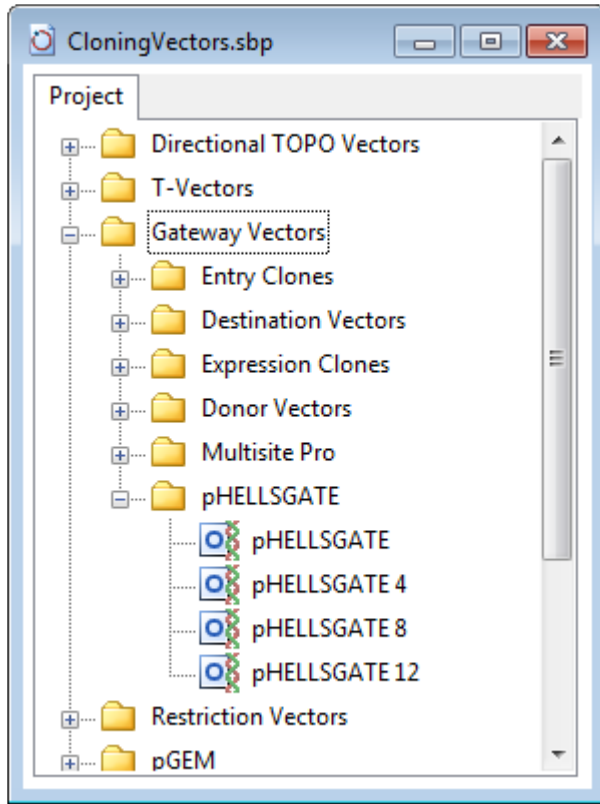 CloningVectors.sbp
Project
Directional TOPO Vectors
T-Vectors
Gateway Vectors
Entry Clones
Destination Vectors
Expression Clones
Donor Vectors
Multisite Pro
pHELLSGATE
pHELLSGATE
pHELLSGATE 4
pHELLSGATE 8
pHELLSGATE 12
Restriction Vectors
pGEM